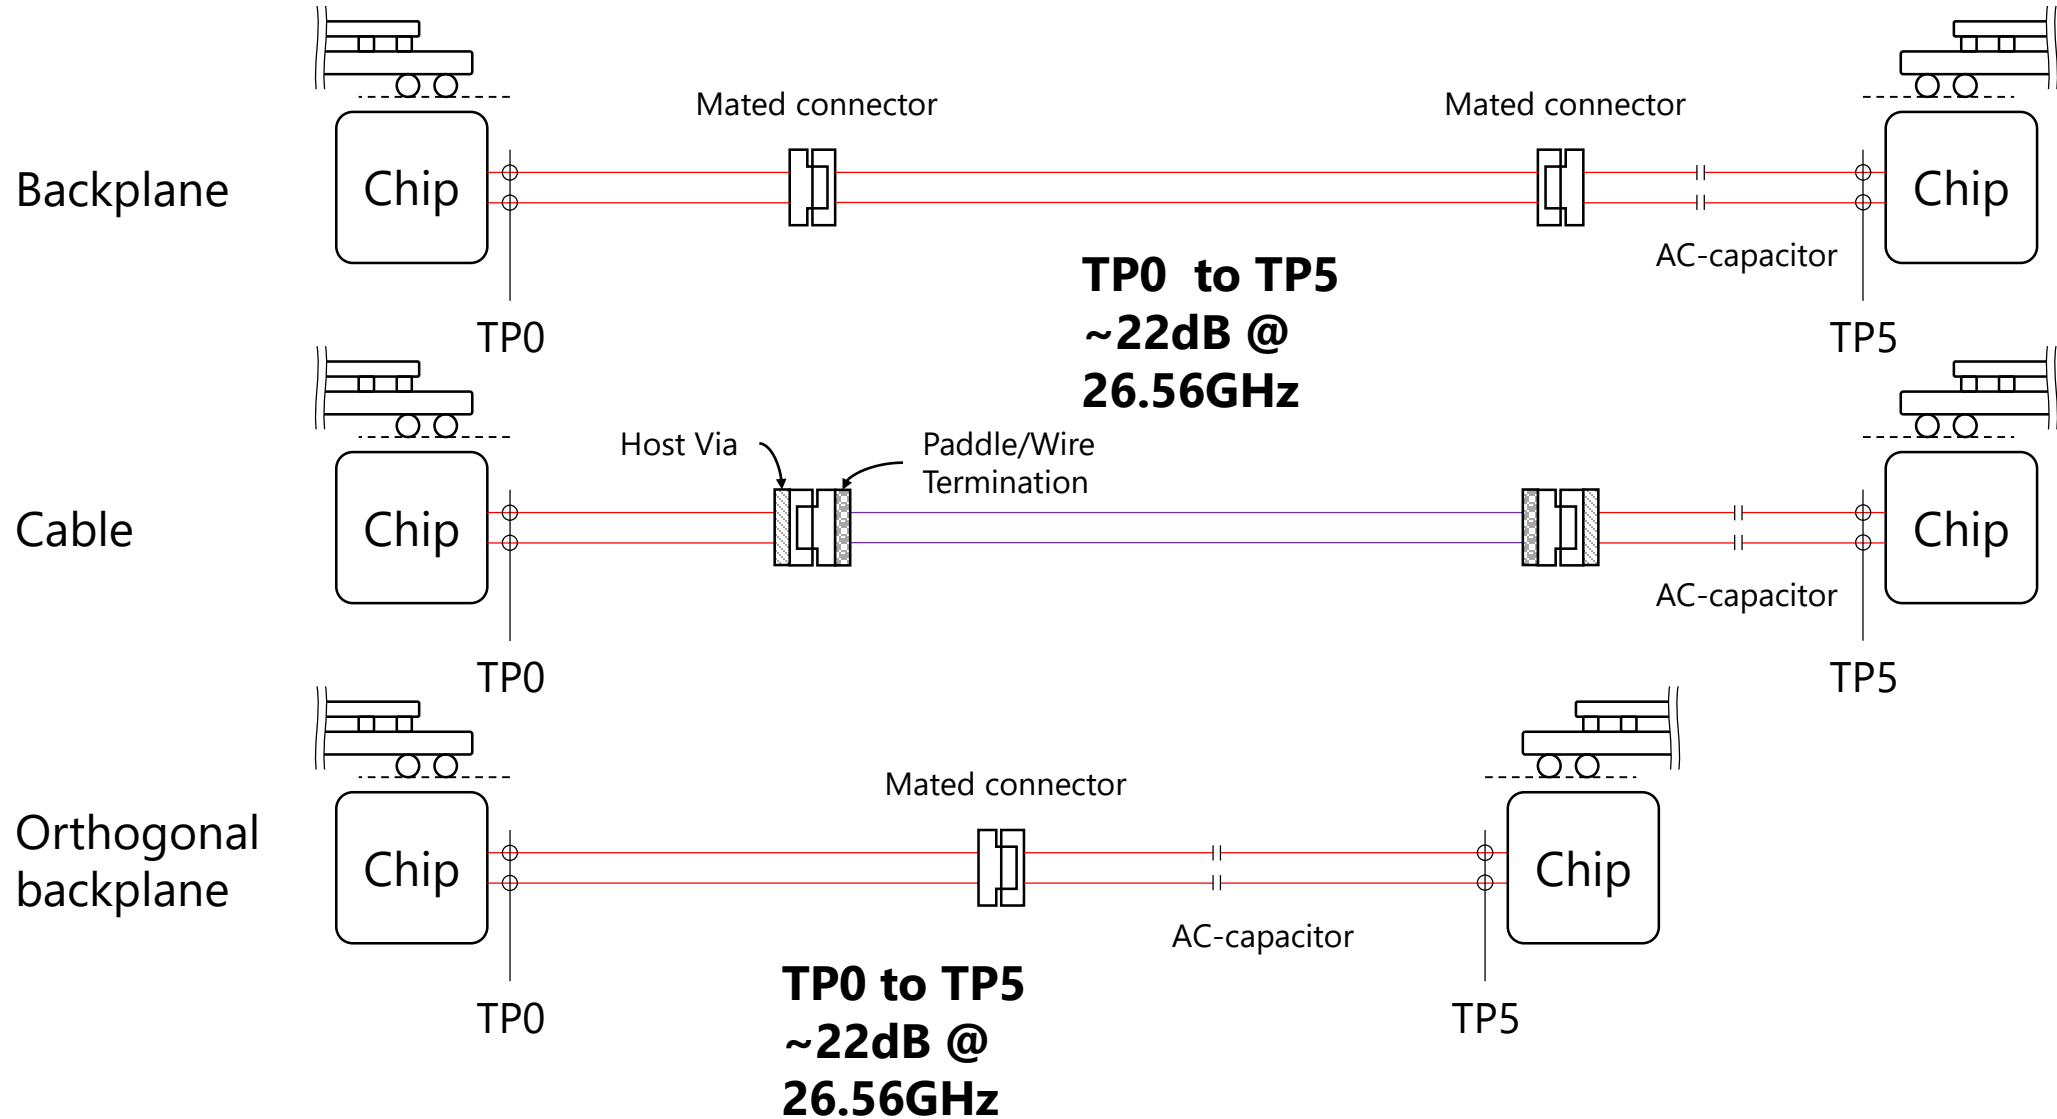 Mated connector
Mated connector
Backplane
Chip
Chip
AC-capacitor
TP0 to TP5
~22dB @
26.56GHz
TP0
TP5
Host Via
Paddle/Wire
Termination
Cable
Chip
Chip
AC-capacitor
TP0
TP5
Mated connector
Orthogonal
backplane
Chip
Chip
AC-capacitor
TP0 to TP5
~22dB @
26.56GHz
TP0
TP5